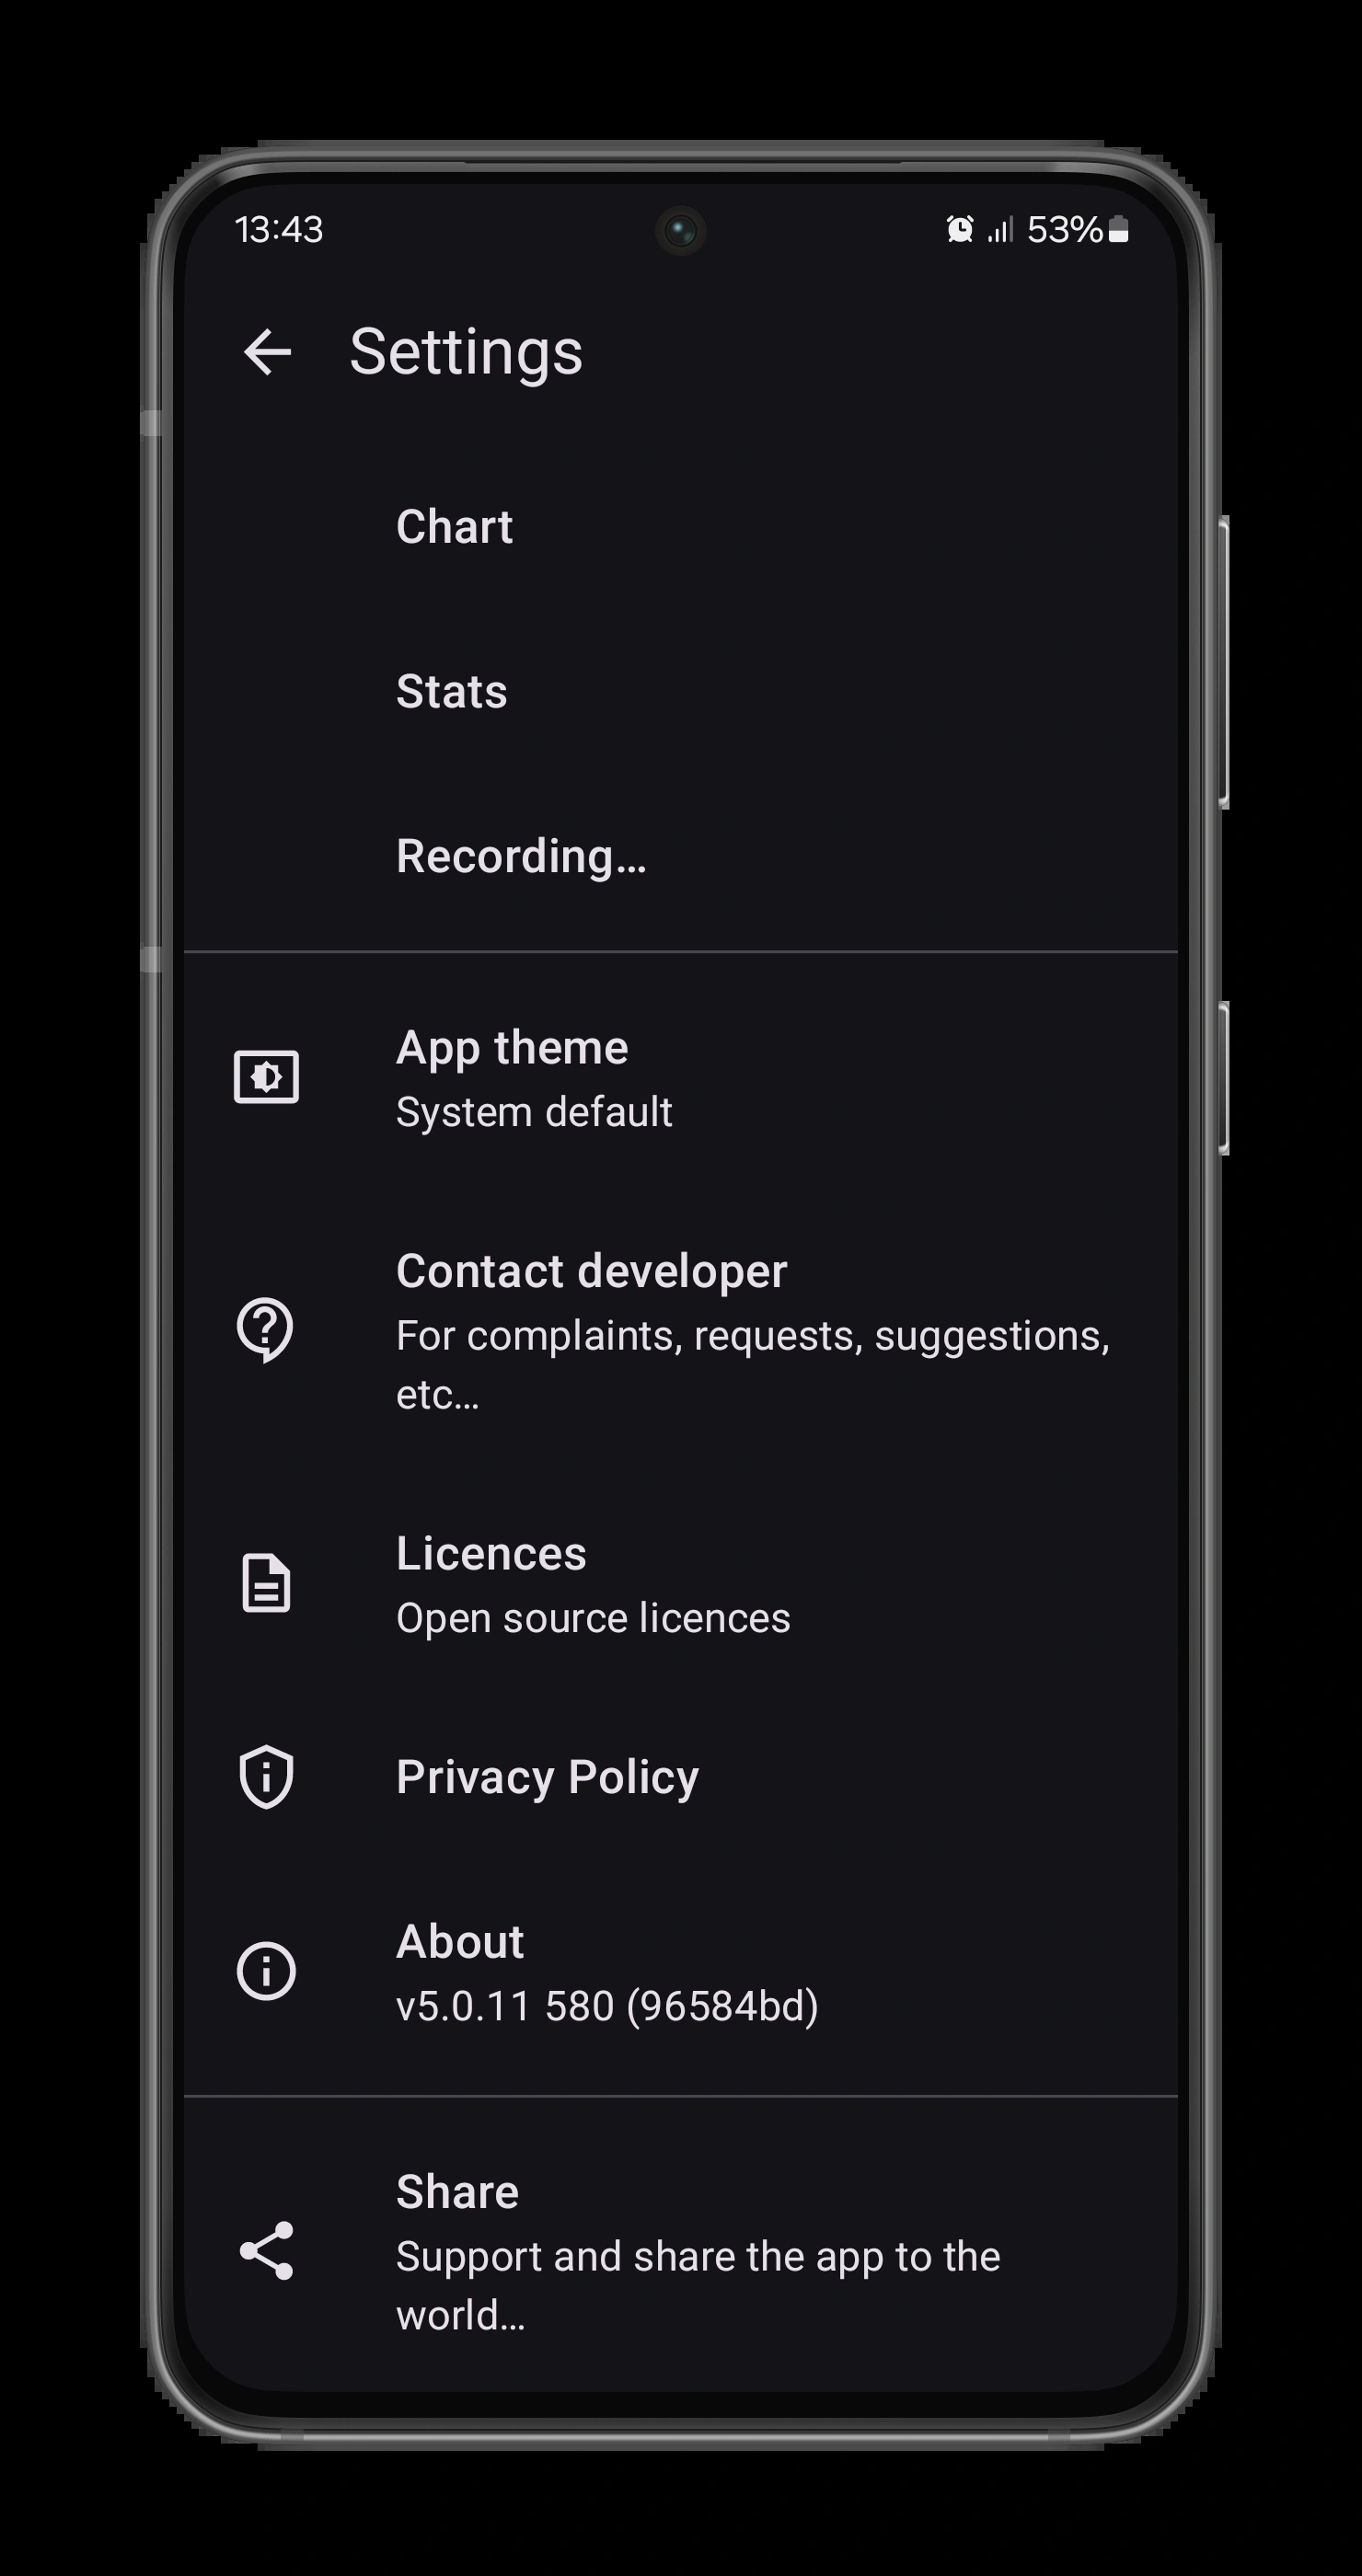 13:43
53%
Settings
Chart
Stats
Recording…
App theme
System default
Contact developer
For complaints, requests, suggestions,
etc…
Licences
Open source licences
Privacy Policy
About
v5.0.11 580 (96584bd)
Share
Support and share the app to the
world…